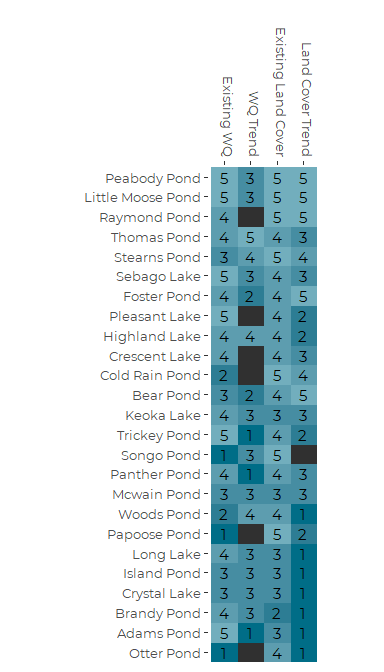 Existing WQ
WQ Trend
Existing Land Cover
Land Cover Trend
Peabody Pond 5 3 5 5
Little Moose Pond 5 3 5 5
Raymond Pond 4 5 5
Thomas Pond 4 5 4 3
Stearns Pond 3 4 5 4
Sebago Lake 5 3 4 3
Foster Pond 4 2 4 5
Pleasant Lake 5 4 2
Highland Lake 4 4 4 2
Crescent Lake 4 4 3
Cold Rain Pond 2 5 4
Bear Pond 3 2 4 5
Keoka Lake 4 3 3 3
Trickey Pond 5 1 4 2
Songo Pond 1 3 5
Panther Pond 4 1 4 3
Mcwain Pond 3 3 3 3
Woods Pond 2 4 4 1
Papoose Pond 1 5 2
Long Lake 4 3 3 1
Island Pond 3 3 3 1
Crystal Lake 3 3 3 1
Brandy Pond 4 3 2 1
Adams Pond 5 1 3 1
Otter Pond 1 4 1